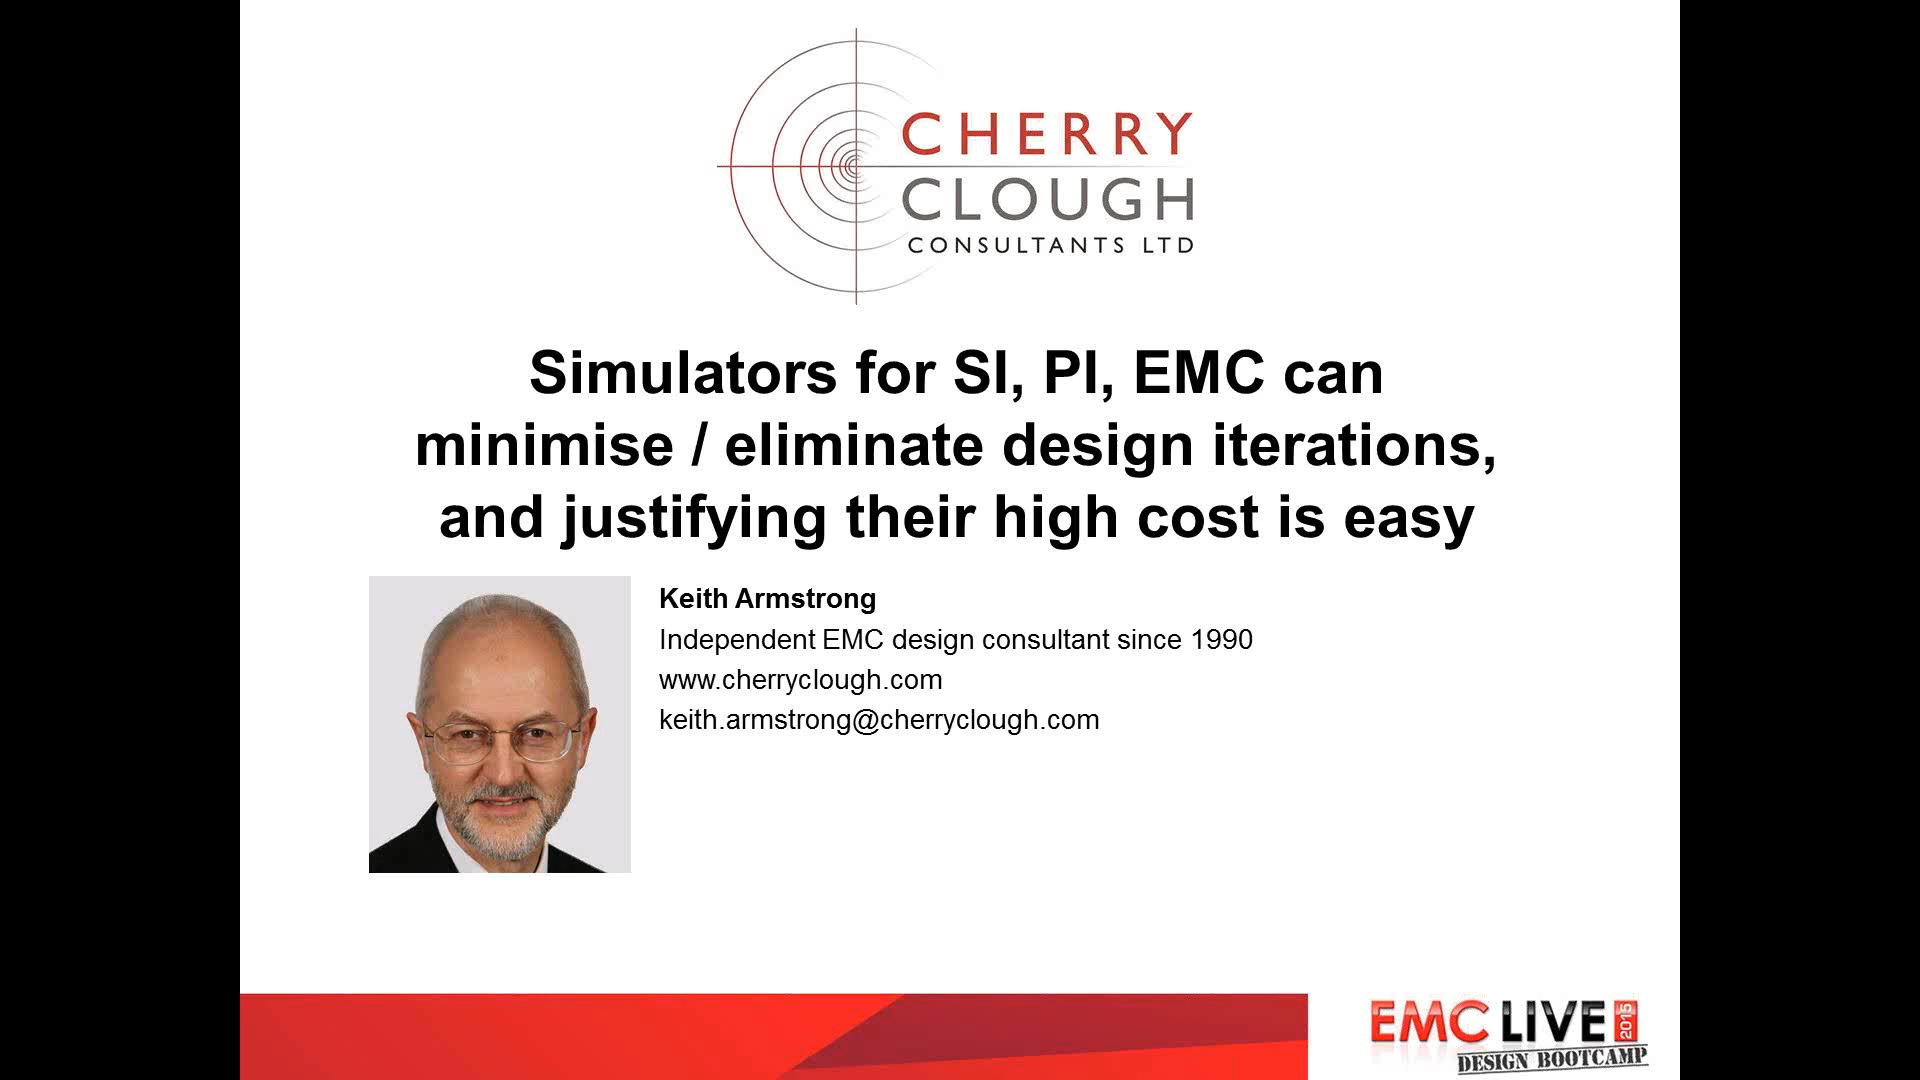 CHERRY
CLOUGH
CONSULTANTS LTD
Simulators for SI, PI, EMC can
minimise / eliminate design iterations,
and justifying their high cost is easy
Keith Armstrong
Independent EMC design consultant since 1990
www.cherryclough.com
keith.armstrong@cherryclough.com
EMC LIVE 2015
DESIGN BOOTCAMP